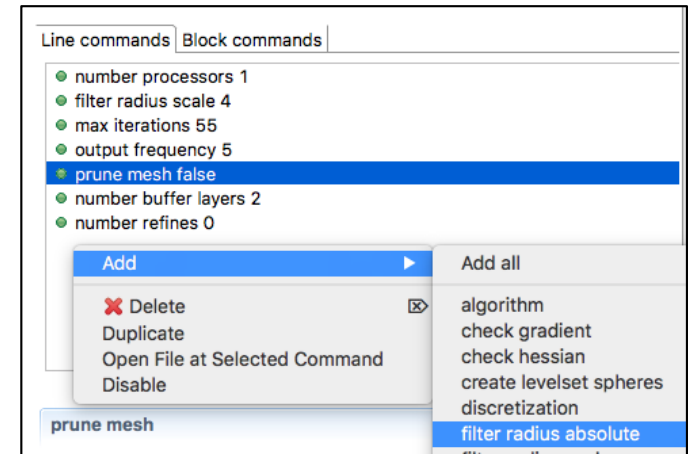 Line commands Block commands
number processors 1
filter radius scale 4
max iterations 55
output frequency 5
prune mesh false
number buffer layers 2
number refines 0
Add
Delete
Duplicate
Open File at Selected Command
Disable
Add all
algorithm
check gradient
check hessian
create levelset spheres
discretization
filter radius absolute
prune mesh